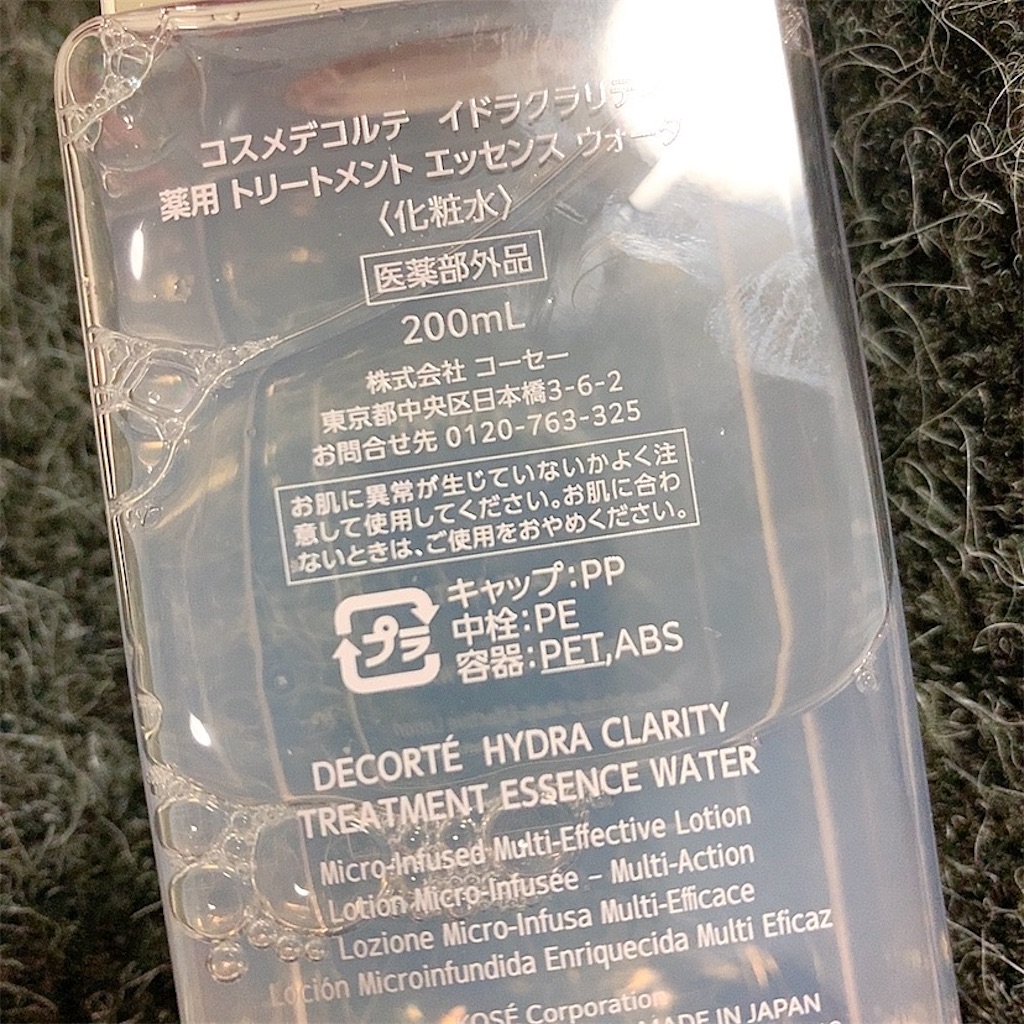 コスメデコルテ イドラクラリテ
薬用 トリートメント エッセンス ウォータ
〈化粧水〉
医薬部外品
200mL
株式会社 コーセー
東京都中央区日本橋3-6-2
お問合せ先 0120-763-325
お肌に異常が生じていないかよく注
意して使用してください。お肌に合わ
ないときは、ご使用をおやめください。
プラ
キャップ:PP
中栓:PE
容器:PET,ABS
DECORTÉ HYDRA CLARITY
TREATMENT ESSENCE WATER
Micro-Infused Multi-Effective Lotion
Lotion Micro-Infusée – Multi-Action
Lozione Micro-Infusa Multi-Efficace
Loción Microinfundida Enriquecida Multi Eficaz
KOSÉ Corporation
MADE IN JAPAN